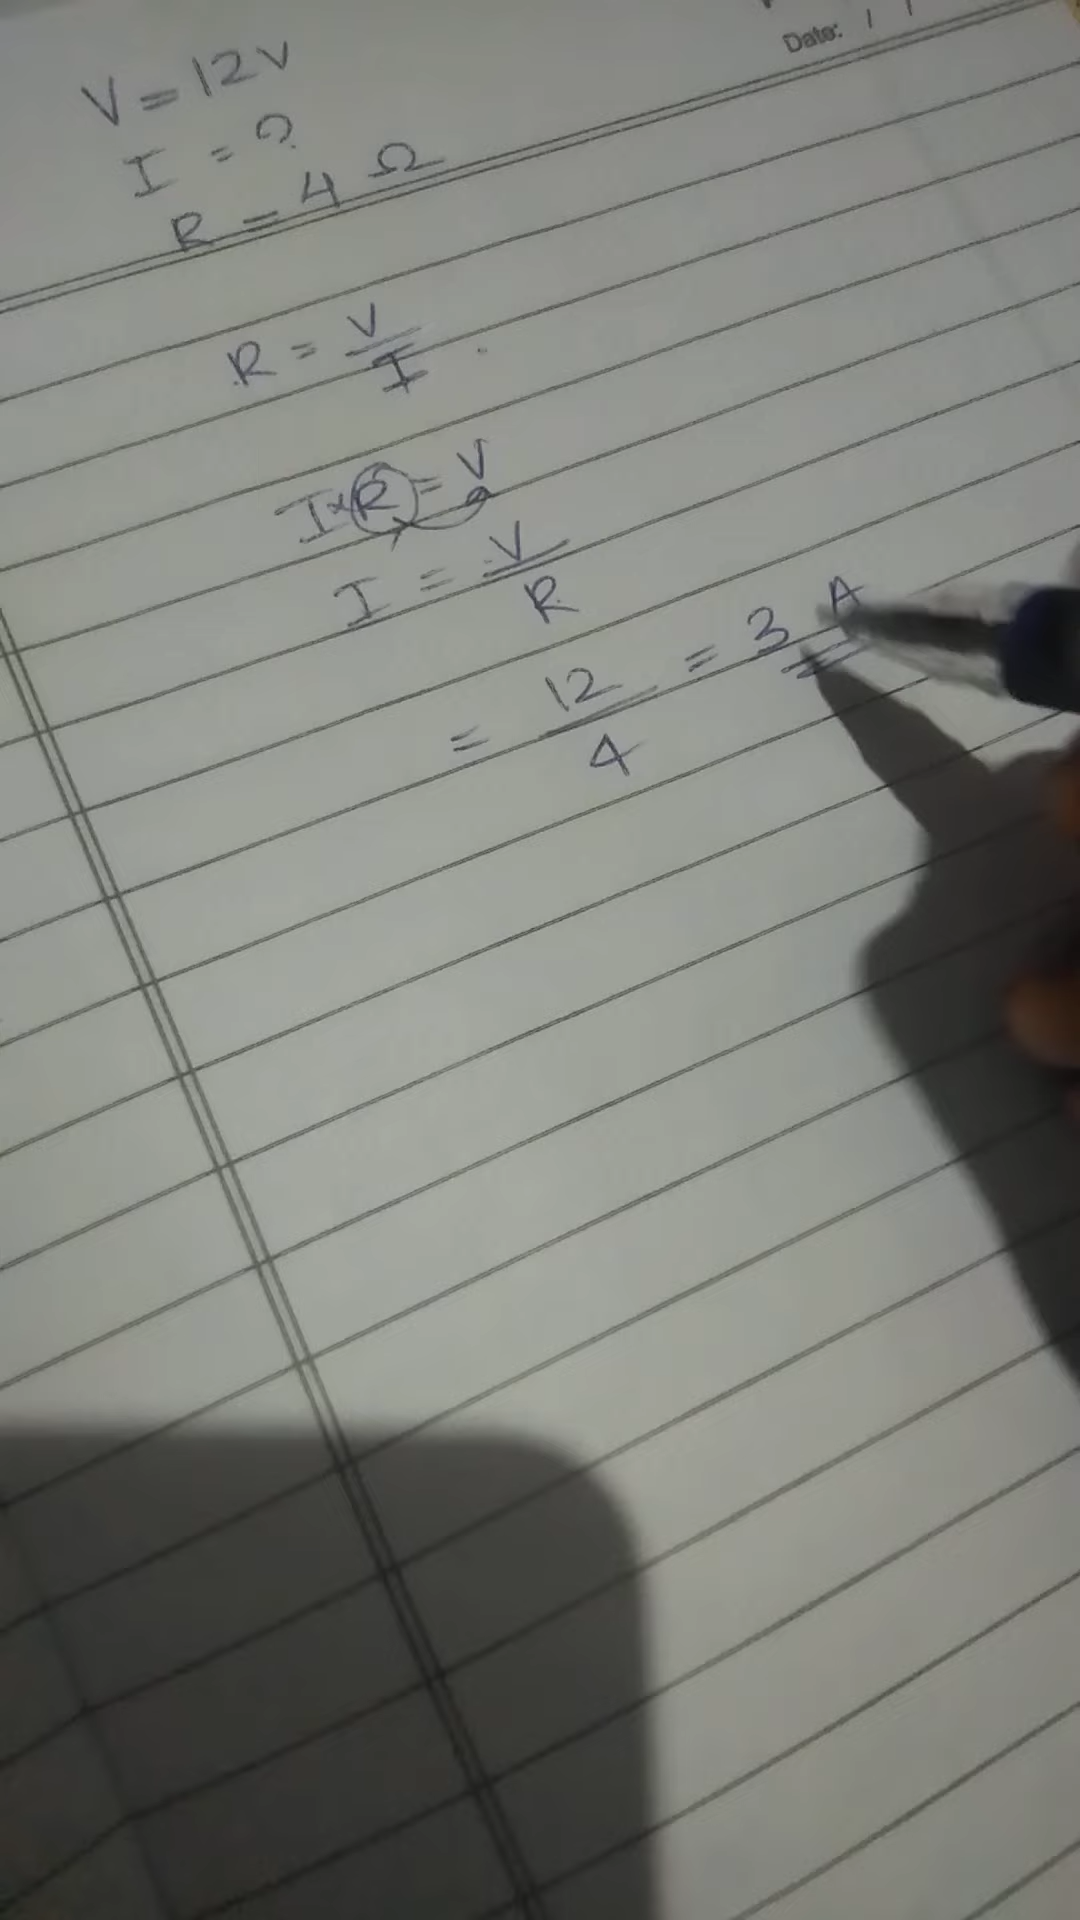 Date: / /
V = 12V
I = ?
R = 4 Ω
R = V/I
I×R = V
I = V/R
= 12/4 = 3 A